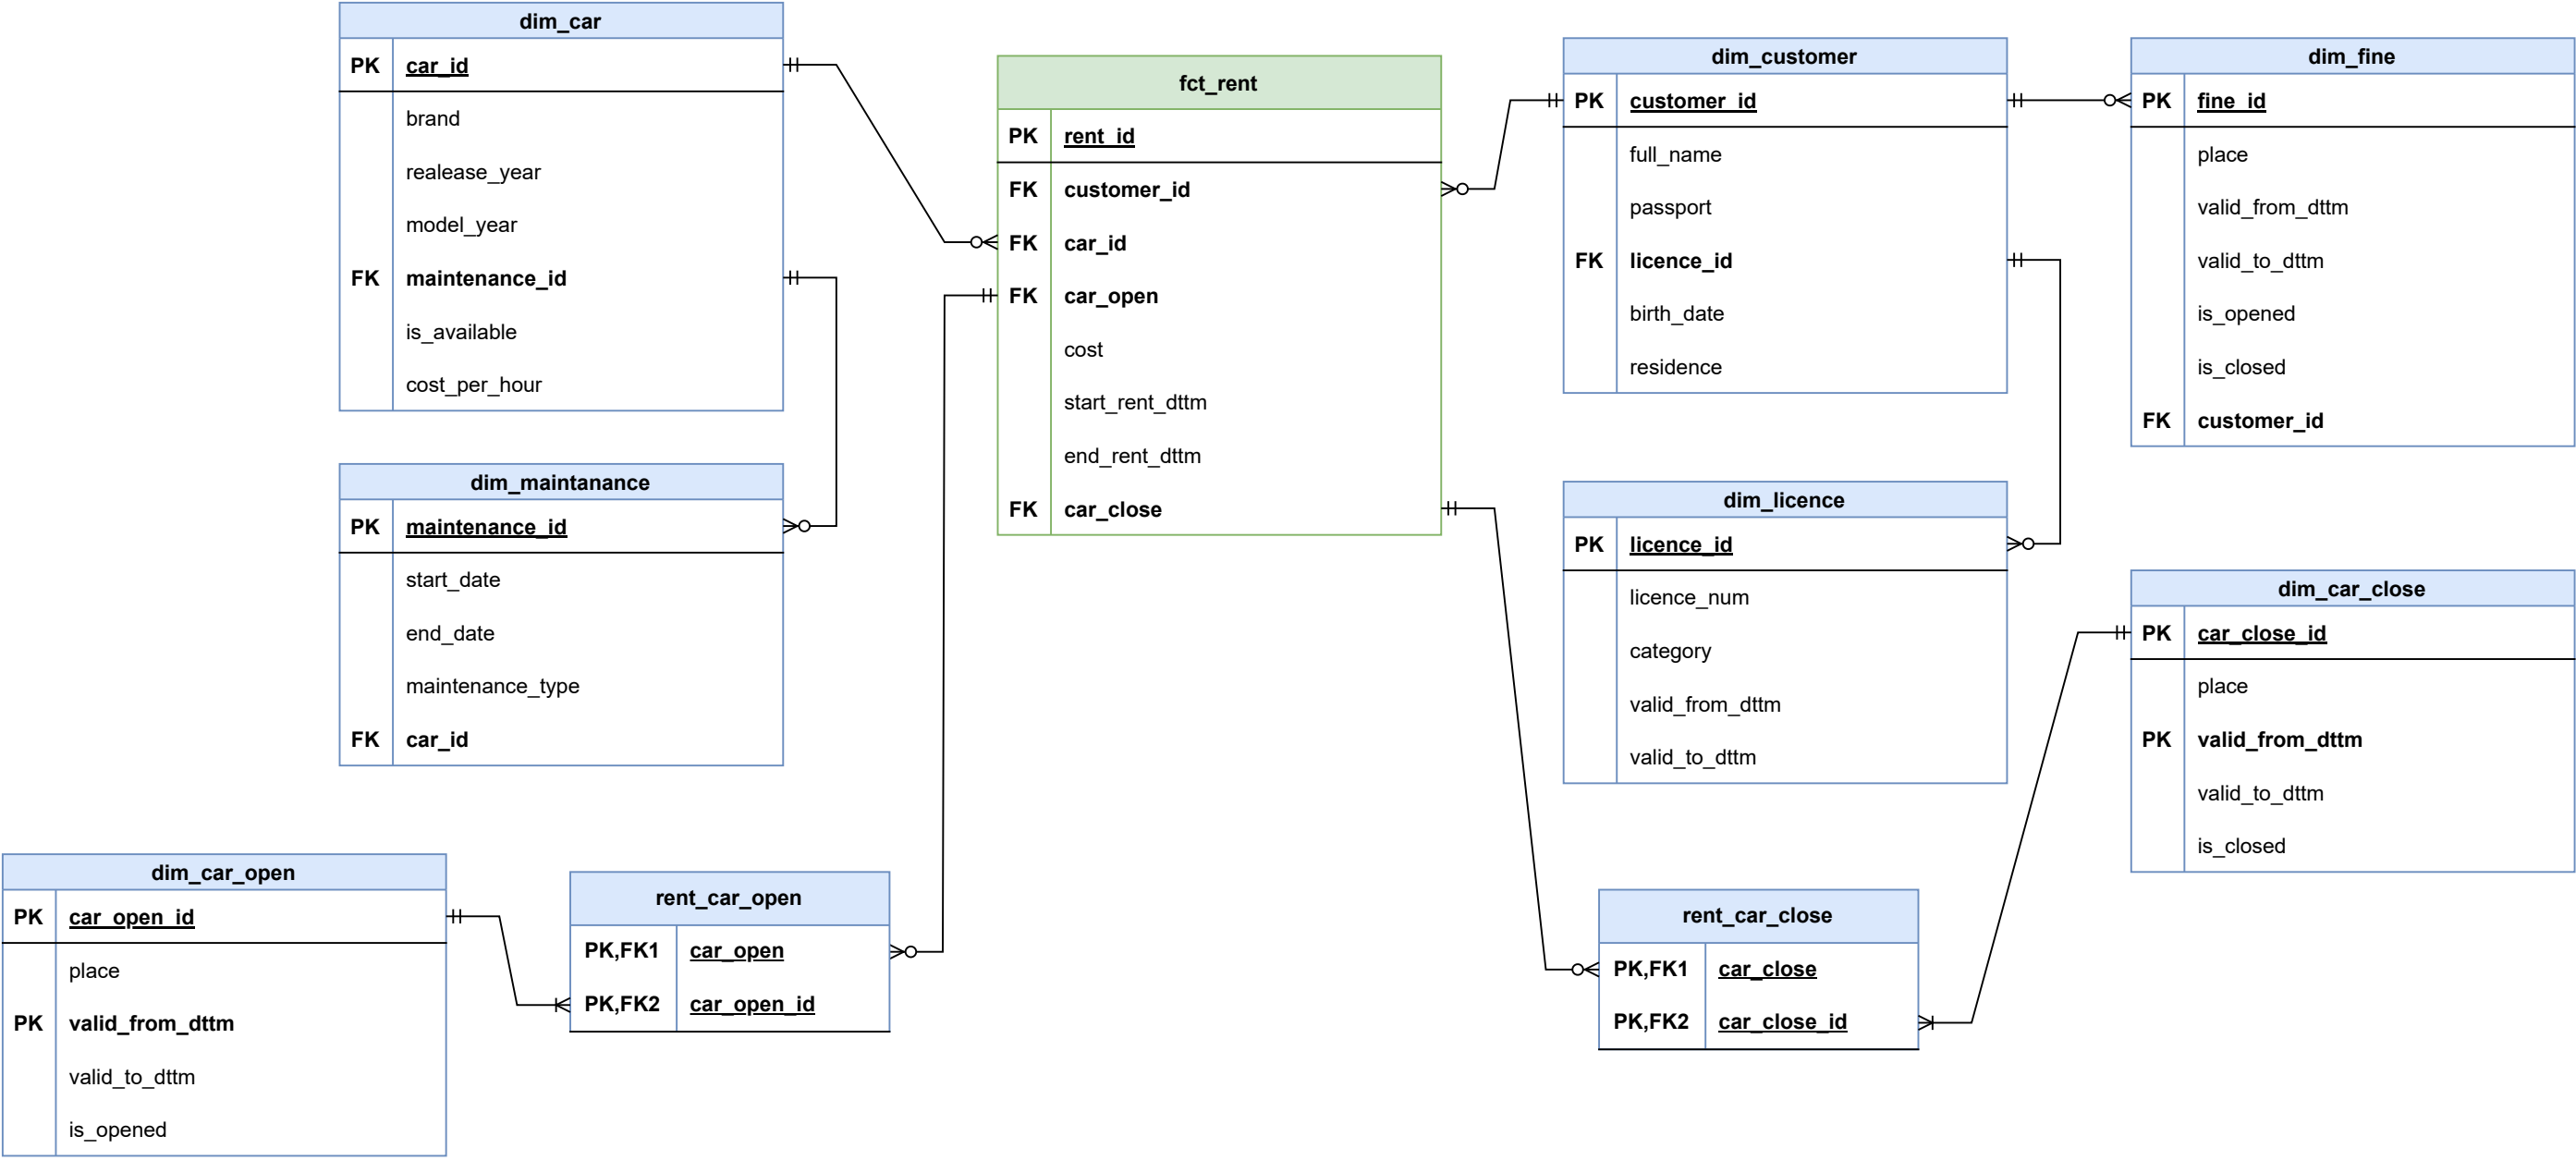 dim_car
PK car_id
brand
realease_year
model_year
FK maintenance_id
is_available
cost_per_hour
dim_maintanance
PK maintenance_id
start_date
end_date
maintenance_type
FK car_id
dim_car_open
PK car_open_id
place
PK valid_from_dttm
valid_to_dttm
is_opened
rent_car_open
PK,FK1 car_open
PK,FK2 car_open_id
fct_rent
PK rent_id
FK customer_id
FK car_id
FK car_open
cost
start_rent_dttm
end_rent_dttm
FK car_close
dim_customer
PK customer_id
full_name
passport
FK licence_id
birth_date
residence
dim_licence
PK licence_id
licence_num
category
valid_from_dttm
valid_to_dttm
rent_car_close
PK,FK1 car_close
PK,FK2 car_close_id
dim_fine
PK fine_id
place
valid_from_dttm
valid_to_dttm
is_opened
is_closed
FK customer_id
dim_car_close
PK car_close_id
place
PK valid_from_dttm
valid_to_dttm
is_closed